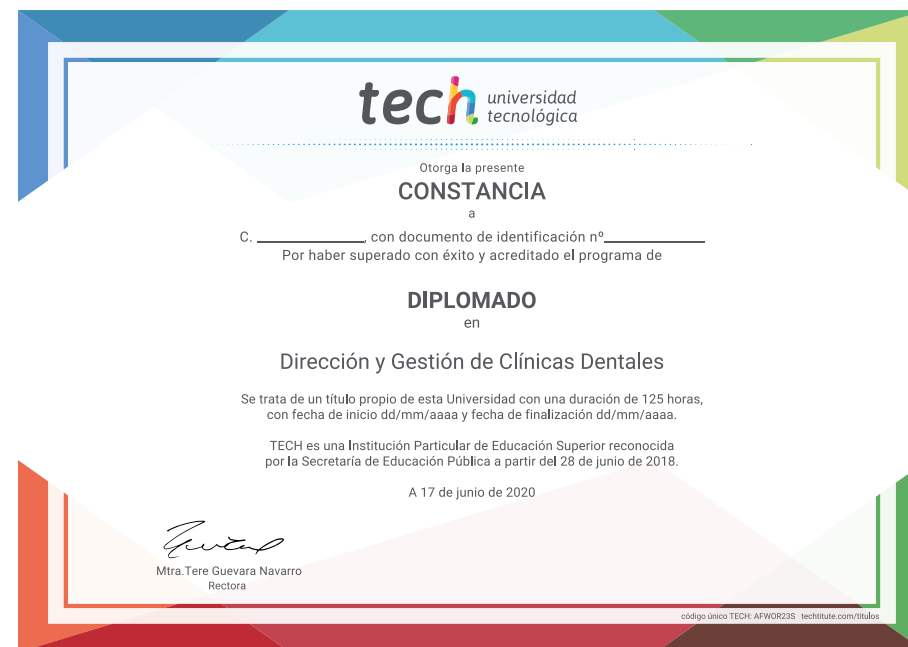 tech universidad
tecnológica
Otorga la presente
CONSTANCIA
a
C. ______________, con documento de identificación nº_____________
Por haber superado con éxito y acreditado el programa de
DIPLOMADO
en
Dirección y Gestión de Clínicas Dentales
Se trata de un título propio de esta Universidad con una duración de 125 horas,
con fecha de inicio dd/mm/aaaa y fecha de finalización dd/mm/aaaa.
TECH es una Institución Particular de Educación Superior reconocida
por la Secretaría de Educación Pública a partir del 28 de junio de 2018.
A 17 de junio de 2020
Mtra.Tere Guevara Navarro
Rectora
código único TECH: AFWOR23S techtitute.com/titulos